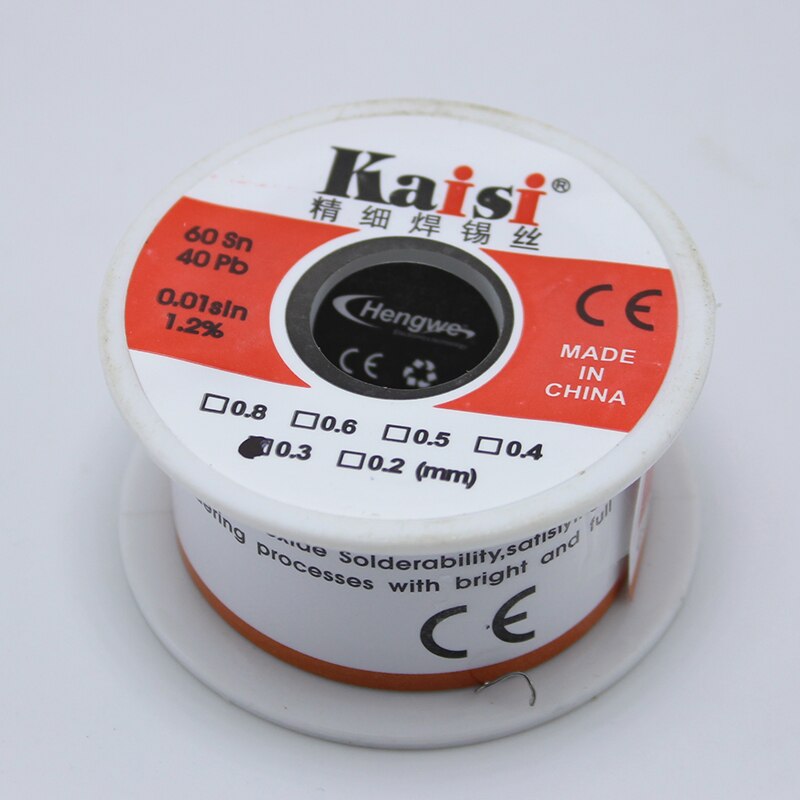 Kaisi®
精细焊锡丝
60 Sn
40 Pb
0.01sln
1.2%
CE
MADE
IN
CHINA
Hengwe
CE
0.8 0.6 0.5 0.4
0.3 0.2 (mm)
Solderability,
processes with bright and full
CE